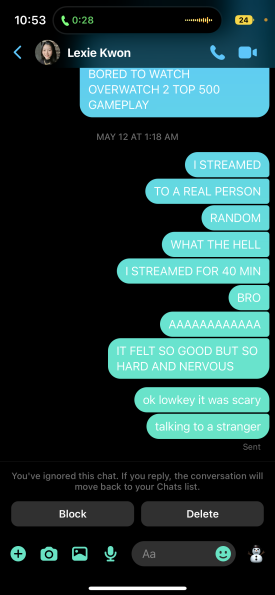 10:53
0:28
24
Lexie Kwon
BORED TO WATCH
OVERWATCH 2 TOP 500
GAMEPLAY
MAY 12 AT 1:18 AM
I STREAMED
TO A REAL PERSON
RANDOM
WHAT THE HELL
I STREAMED FOR 40 MIN
BRO
AAAAAAAAAAAA
IT FELT SO GOOD BUT SO
HARD AND NERVOUS
ok lowkey it was scary
talking to a stranger
Sent
You've ignored this chat. If you reply, the conversation will
move back to your Chats list.
Block
Delete
Aa